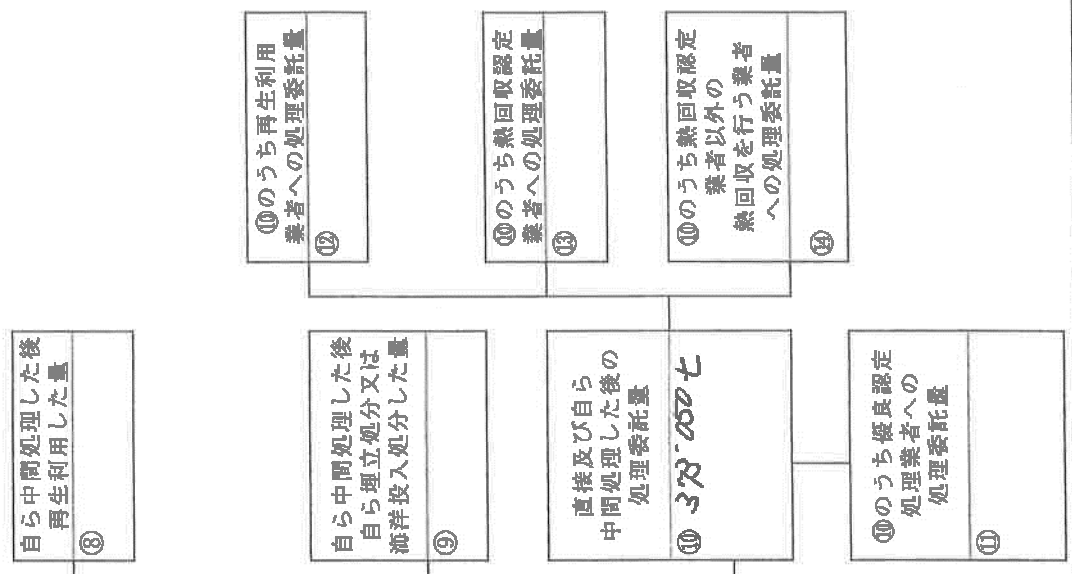 自ら中間処理した後
再生利用した量
⑧
自ら中間処理した後
自ら埋立処分又は
海洋投入処分した量
⑨
直接及び自ら
中間処理した後の
処理委託量
⑩
⑩のうち優良認定
処理業者への
処理委託量
⑪
⑩のうち再生利用
業者への処理委託量
⑫
⑩のうち熱回収認定
業者への処理委託量
⑬
⑩のうち熱回収認定
業者以外の
熱回収を行う業者
への処理委託量
⑭